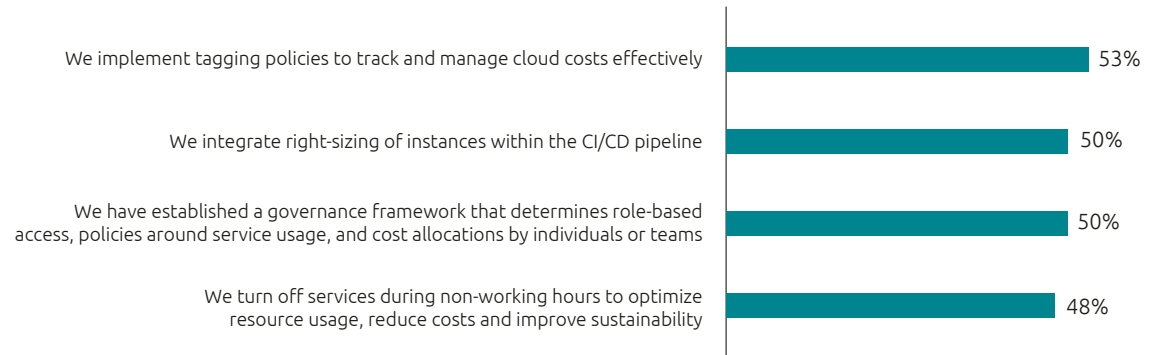 We implement tagging policies to track and manage cloud costs effectively
53%
We integrate right-sizing of instances within the CI/CD pipeline
50%
We have established a governance framework that determines role-based
access, policies around service usage, and cost allocations by individuals or teams
50%
We turn off services during non-working hours to optimize
resource usage, reduce costs and improve sustainability
48%